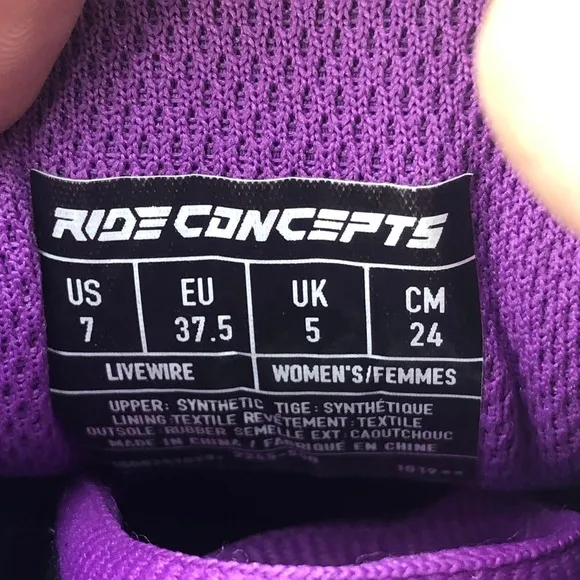 RIDE CONCEPTS
US EU UK CM
7 37.5 5 24
LIVEWIRE WOMEN'S/FEMMES
UPPER: SYNTHETIC TIGE: SYNTHÉTIQUE
LINING:TEXTILE REVÊTEMENT:TEXTILE
OUTSOLE:RUBBER SEMELLE EXT:CAOUTCHOUC
MADE IN CHINA / FABRIQUÉ EN CHINE